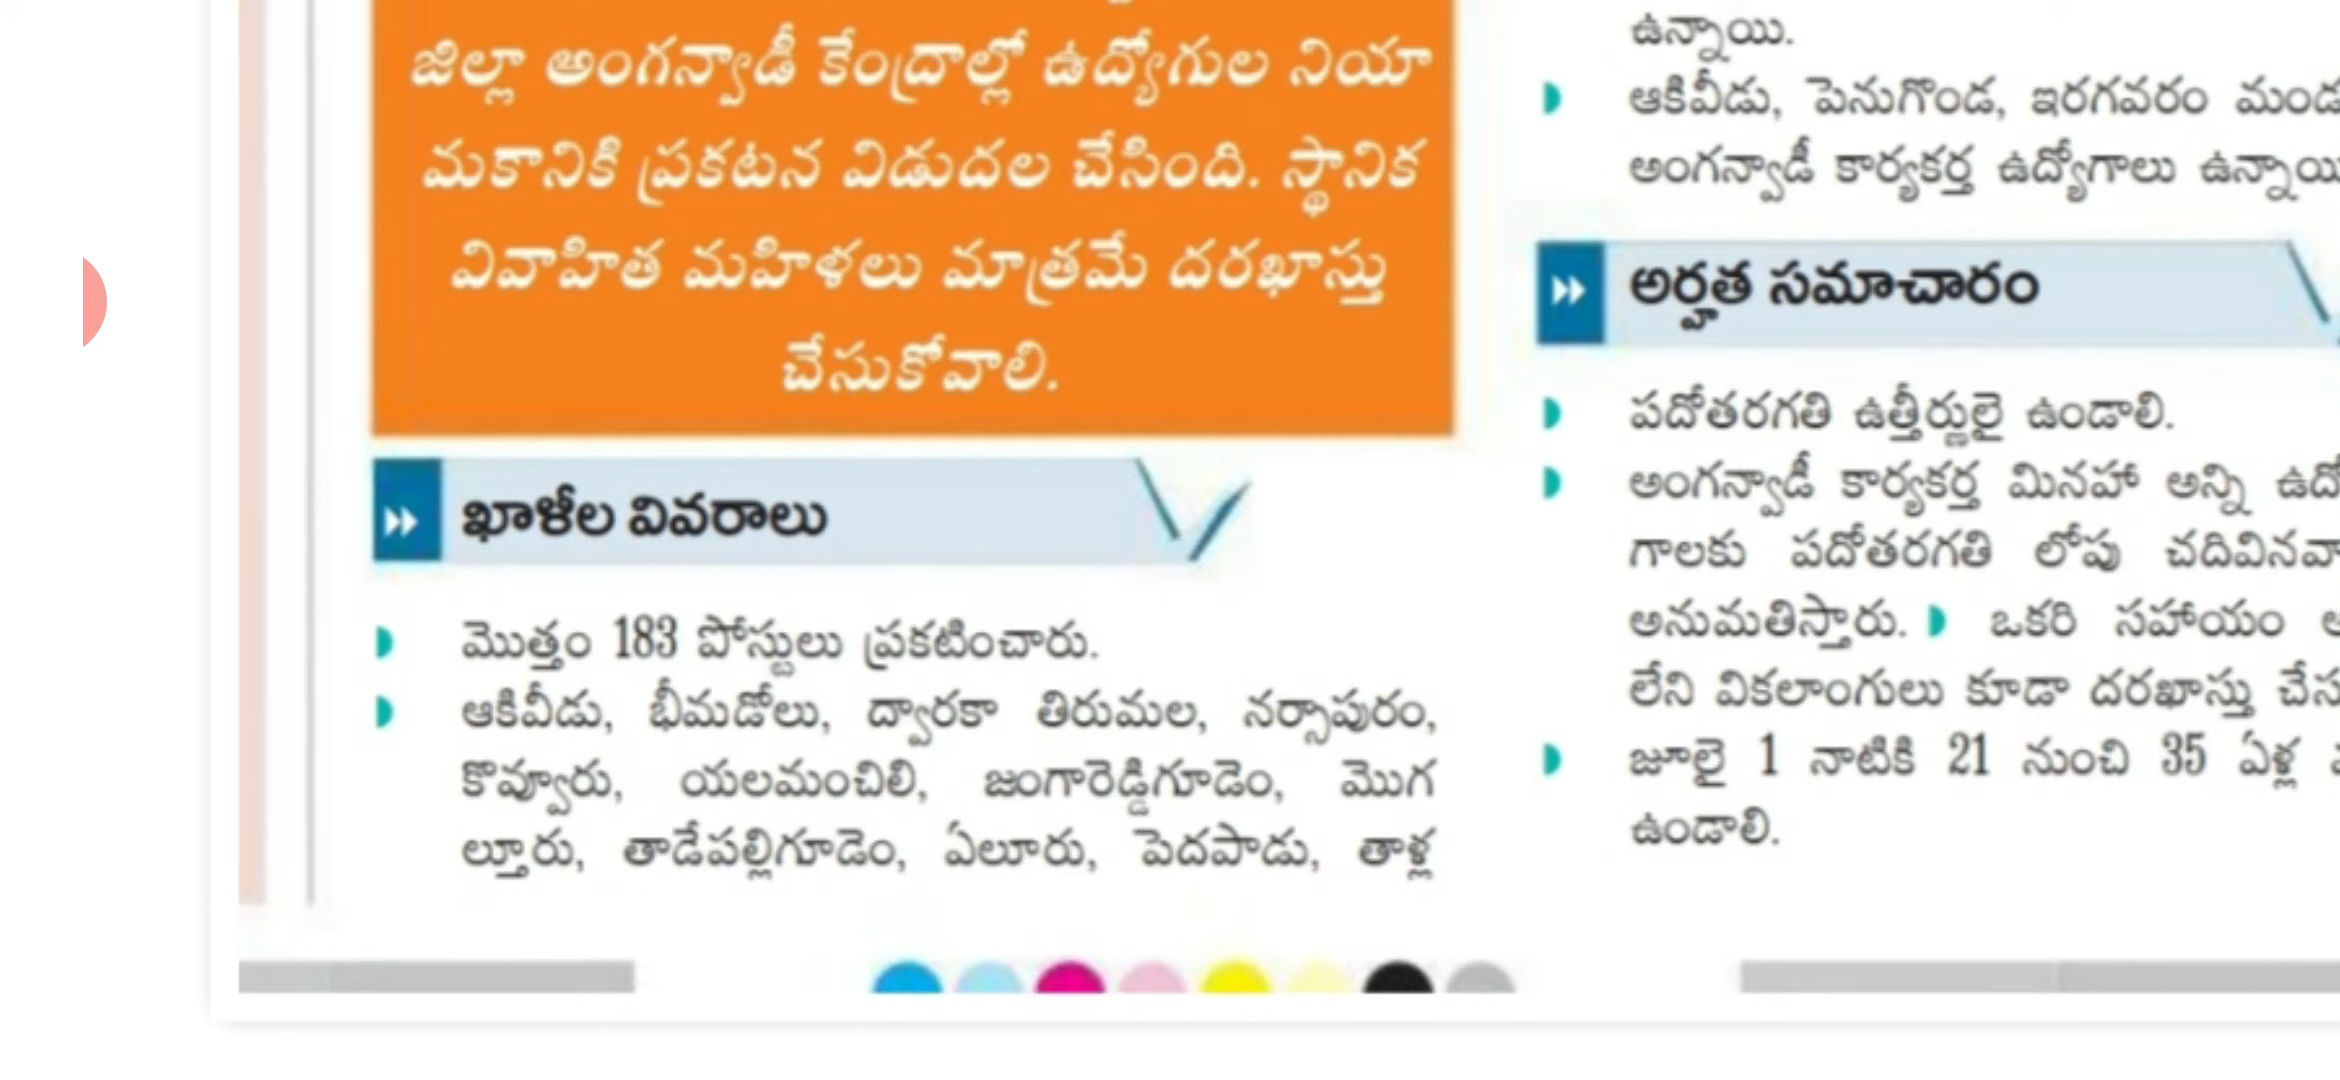 జిల్లా అంగన్వాడీ కేంద్రాల్లో ఉద్యోగుల నియా
మకానికి ప్రకటన విడుదల చేసింది. స్థానిక
వివాహిత మహిళలు మాత్రమే దరఖాస్తు
చేసుకోవాలి.
ఖాళీల వివరాలు
మొత్తం 183 పోస్టులు ప్రకటించారు.
ఆకివీడు, భీమడోలు, ద్వారకా తిరుమల, నర్సాపురం,
కొవ్వూరు, యలమంచిలి, జంగారెడ్డిగూడెం, మొగ
ల్తూరు, తాడేపల్లిగూడెం, ఏలూరు, పెదపాడు, తాళ్ల
ఉన్నాయి.
ఆకివీడు, పెనుగొండ, ఇరగవరం
అంగన్వాడీ కార్యకర్త ఉద్యోగాలు
అర్హత సమాచారం
పదోతరగతి ఉత్తీర్ణులై ఉండాలి.
అంగన్వాడీ కార్యకర్త మినహా అన్ని
గాలకు పదోతరగతి లోపు
అనుమతిస్తారు. ఒకరి సహాయం
లేని వికలాంగులు కూడా దరఖాస్తు
జూలై 1 నాటికి 21 నుంచి 35 ఏళ్ల
ఉండాలి.